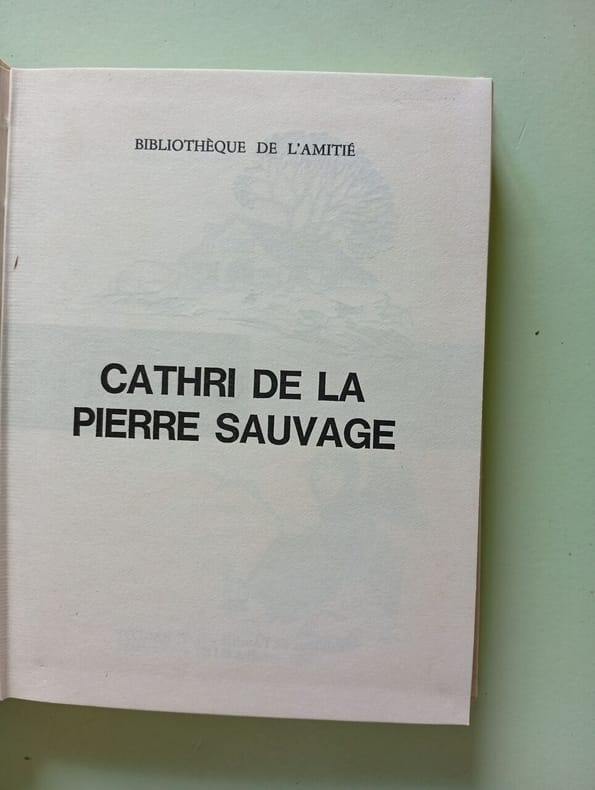 BIBLIOTHÈQUE DE L'AMITIÉ
CATHRI DE LA
PIERRE SAUVAGE